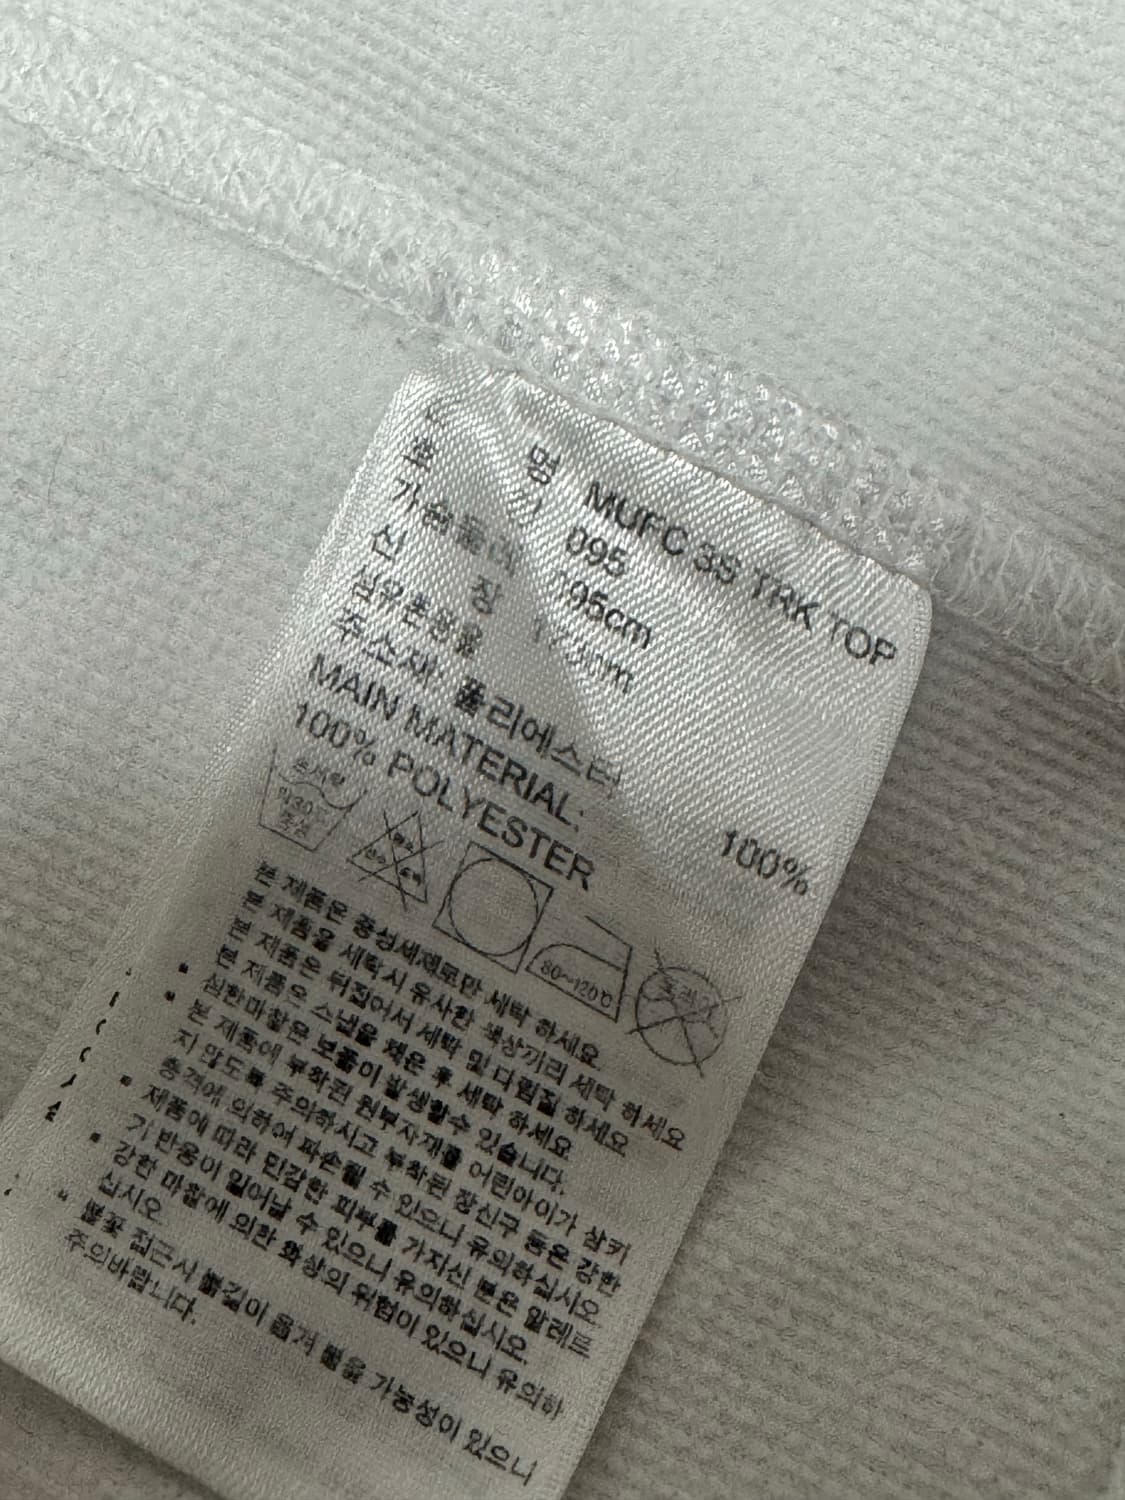 명 MUFC 3S TRK TOP
호 095
가슴둘레 095cm
신 장
섬유혼용률
주소재: 폴리에스터 100%
MAIN MATERIAL:
100% POLYESTER
손세탁
약30
중성
80~120℃
드라이
본 제품은 중성세제로만 세탁 하세요
본 제품을 세탁시 유사한 색상끼리 세탁 하세요
본 제품은 뒤집어서 세탁 및 다림질 하세요
본 제품은 스냅을 채운 후 세탁 하세요
심한마찰은 보풀이 발생할수 있습니다.
본 제품에 부착된 원부자재를 어린아이가 삼키
지 않도록 주의하시고 부착된 장신구 등은 강한
충격에 의하여 파손될 수 있으니 유의하십시오
제품에 따라 민감한 피부를 가지신 분은 알레르
기 반응이 일어날 수 있으니 유의하십시오.
강한 마찰에 의한 화상의 위험이 있으니 유의하
십시오.
불꽃 접근시 불길이 옮겨 붙을 가능성이 있으니
주의바랍니다.